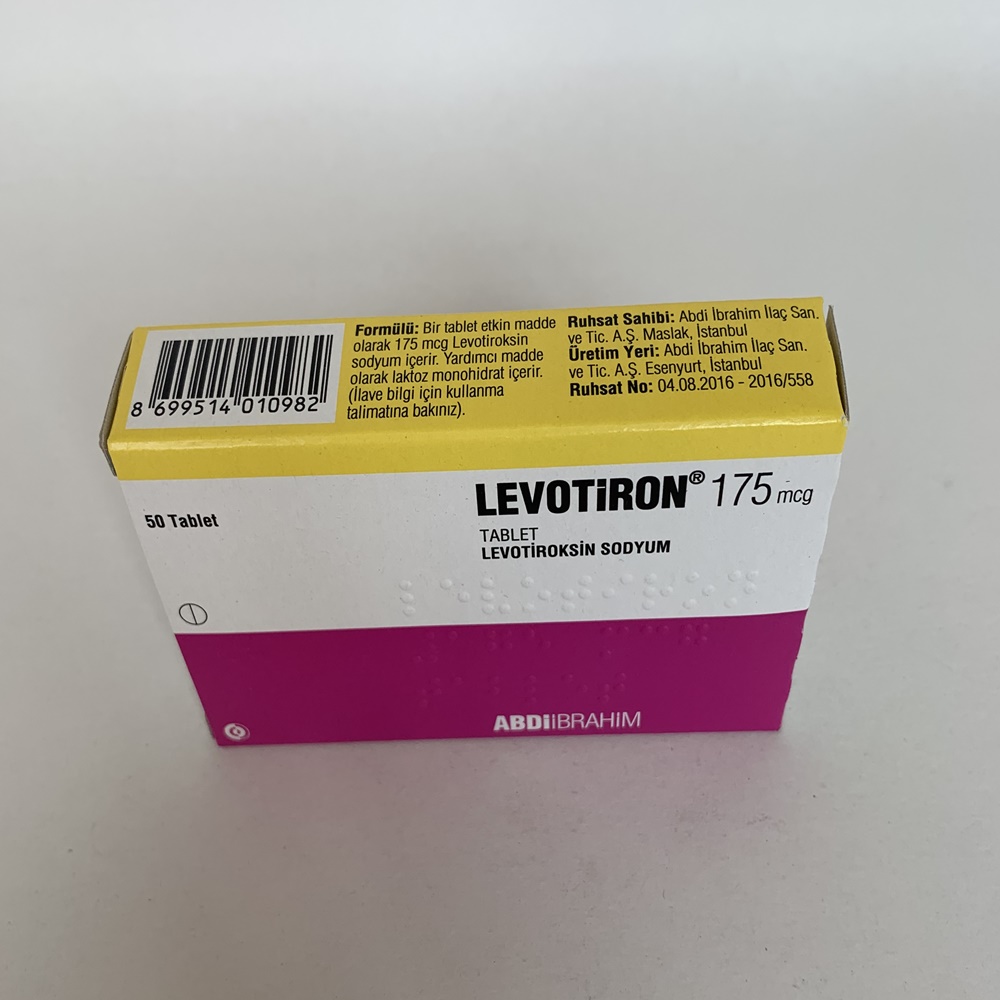 8 699514 010982
Formülü: Bir tablet etkin madde
olarak 175 mcg Levotiroksin
sodyum içerir. Yardımcı madde
olarak laktoz monohidrat içerir.
(İlave bilgi için kullanma
talimatına bakınız).
Ruhsat Sahibi: Abdi İbrahim İlaç San.
ve Tic. A.Ş. Maslak, İstanbul
Üretim Yeri: Abdi İbrahim İlaç San.
ve Tic. A.Ş. Esenyurt, İstanbul
Ruhsat No: 04.08.2016 - 2016/558
LEVOTiRON® 175 mcg
50 Tablet
TABLET
LEVOTİROKSİN SODYUM
ABDiiBRAHiM